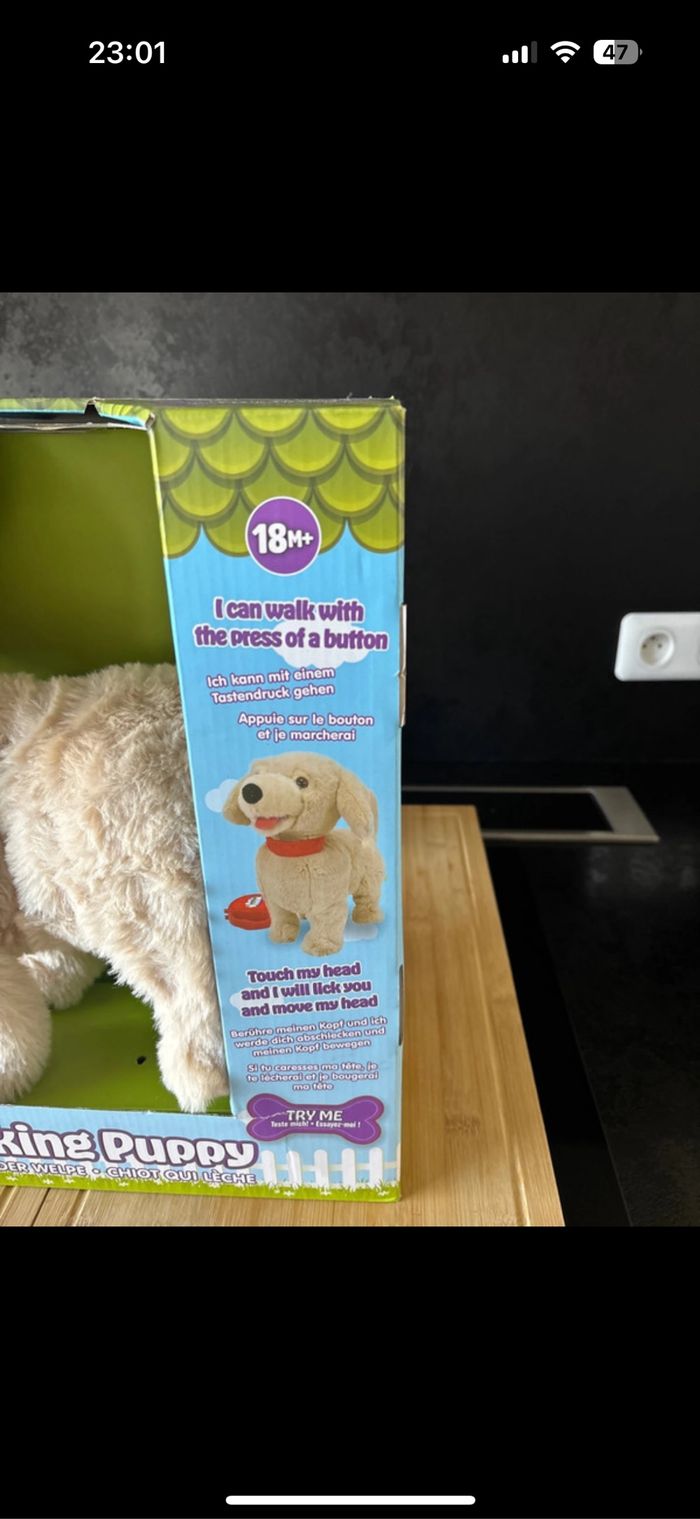 23:01
47
18M+
I can walk with
the press of a button
Ich kann mit einem
Tastendruck gehen
Appuie sur le bouton
et je marcherai
Touch my head
and I will lick you
and move my head
Berühre meinen Kopf und ich
werde dich abschlecken und
meinen Kopf bewegen
Si tu caresses ma tête, je
te lècherai et je bougerai
ma tête
TRY ME
Teste mich! • Essayez-moi !
king Puppy
DER WELPE • CHIOT QUI LÈCHE